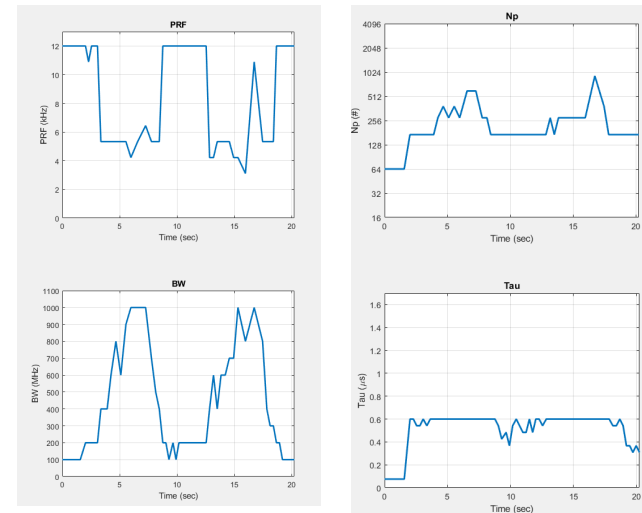 PRF
12
10
8
6
4
2
0
PRF (kHz)
0 5 10 15 20
Time (sec)
Np
4096
2048
1024
512
256
128
64
32
16
Np (#)
0 5 10 15 20
Time (sec)
BW
1100
1000
900
800
700
600
500
400
300
200
100
0
BW (MHz)
0 5 10 15 20
Time (sec)
Tau
1.6
1.4
1.2
1
0.8
0.6
0.4
0.2
0
Tau (μs)
0 5 10 15 20
Time (sec)